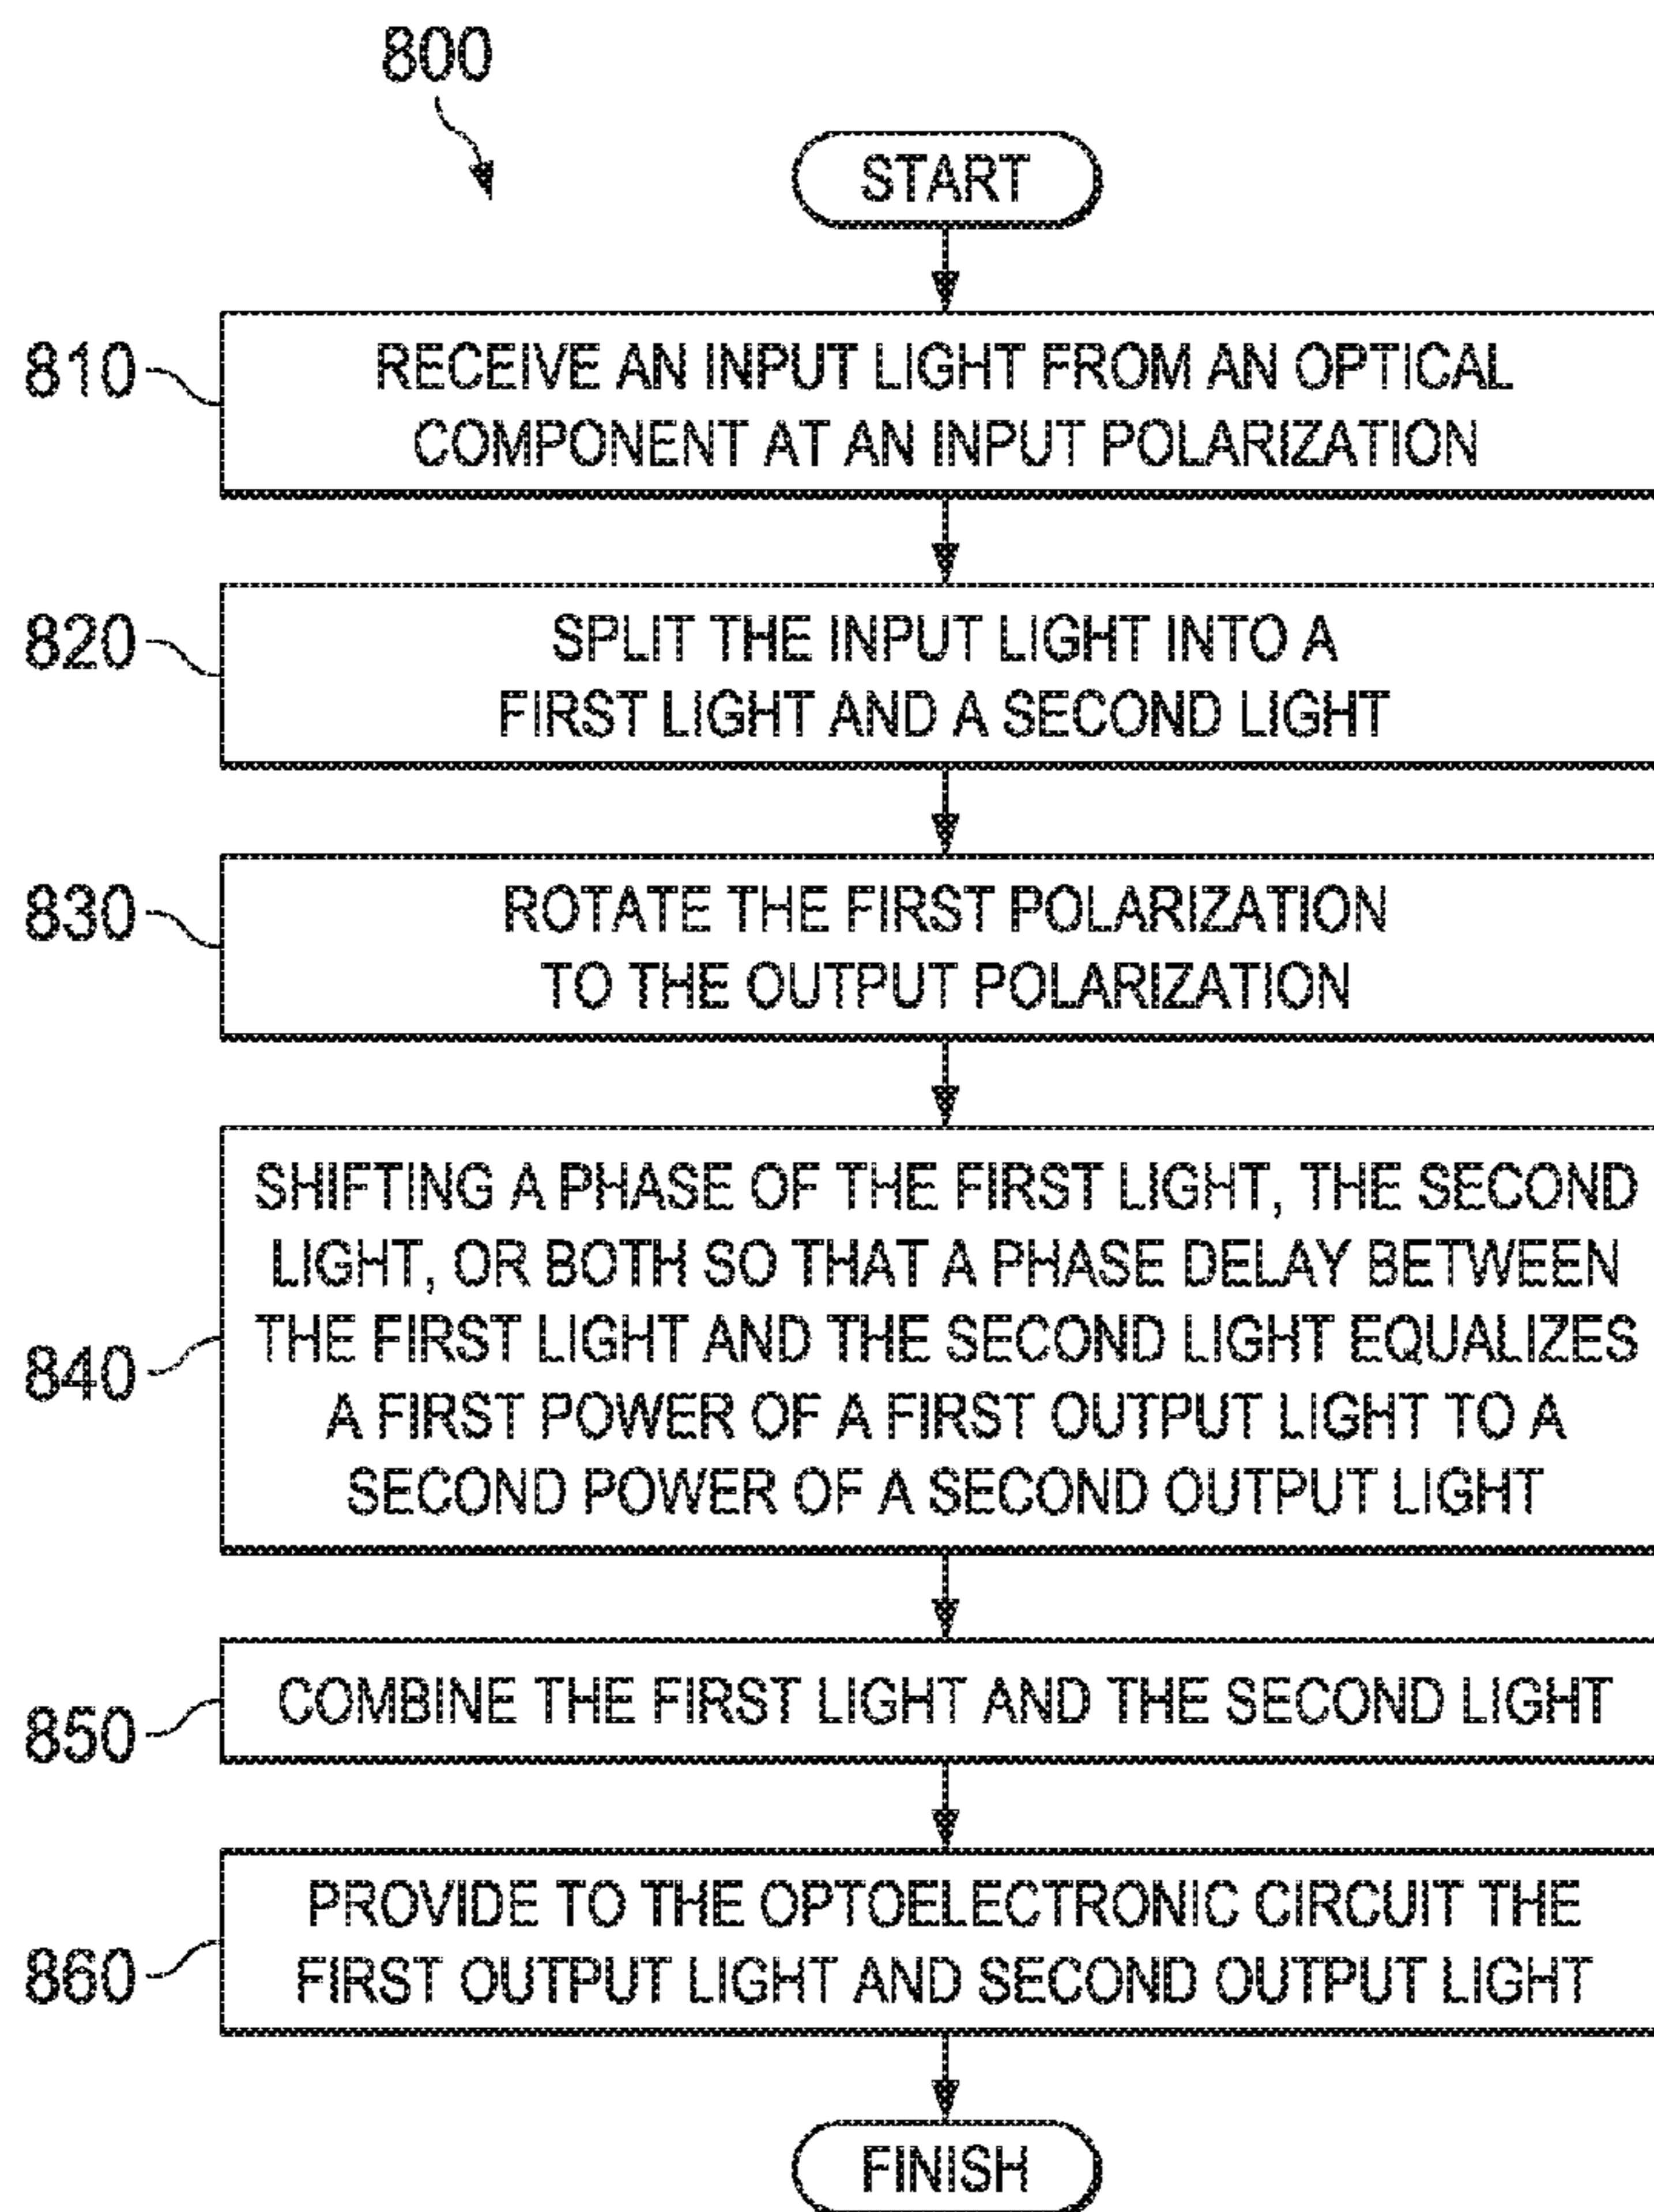 800
START
810
RECEIVE AN INPUT LIGHT FROM AN OPTICAL
COMPONENT AT AN INPUT POLARIZATION
820
SPLIT THE INPUT LIGHT INTO A
FIRST LIGHT AND A SECOND LIGHT
830
ROTATE THE FIRST POLARIZATION
TO THE OUTPUT POLARIZATION
840
SHIFTING A PHASE OF THE FIRST LIGHT, THE SECOND
LIGHT, OR BOTH SO THAT A PHASE DELAY BETWEEN
THE FIRST LIGHT AND THE SECOND LIGHT EQUALIZES
A FIRST POWER OF A FIRST OUTPUT LIGHT TO A
SECOND POWER OF A SECOND OUTPUT LIGHT
850
COMBINE THE FIRST LIGHT AND THE SECOND LIGHT
860
PROVIDE TO THE OPTOELECTRONIC CIRCUIT THE
FIRST OUTPUT LIGHT AND SECOND OUTPUT LIGHT
FINISH